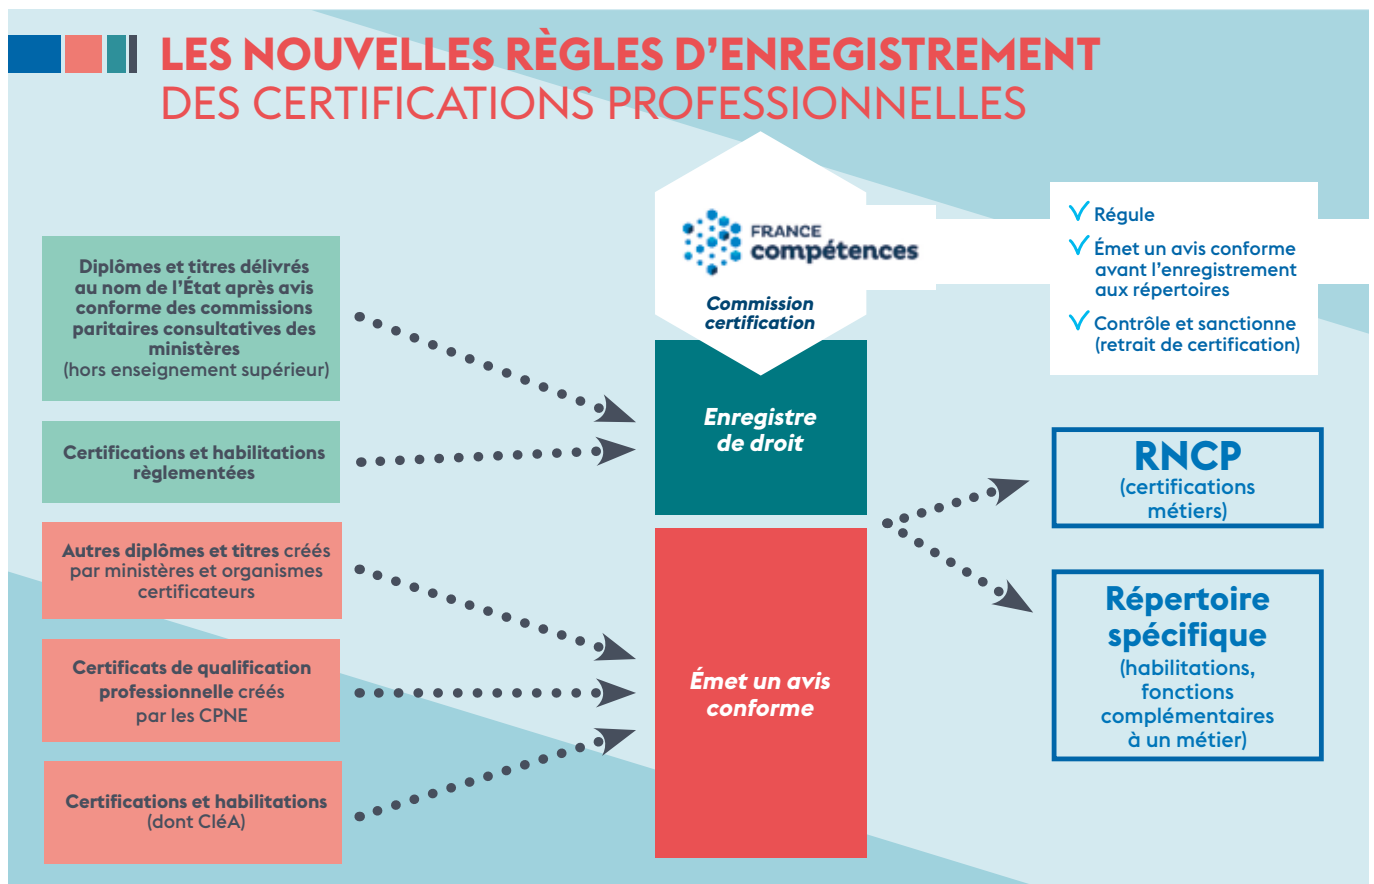 LES NOUVELLES RÈGLES D’ENREGISTREMENT
DES CERTIFICATIONS PROFESSIONNELLES
FRANCE
compétences
Commission
certification
Régule
Émet un avis conforme
avant l’enregistrement
aux répertoires
Contrôle et sanctionne
(retrait de certification)
Diplômes et titres délivrés
au nom de l’État après avis
conforme des commissions
paritaires consultatives des
ministères
(hors enseignement supérieur)
Certifications et habilitations
règlementées
Autres diplômes et titres créés
par ministères et organismes
certificateurs
Certificats de qualification
professionnelle créés
par les CPNE
Certifications et habilitations
(dont CléA)
Enregistre
de droit
Émet un avis
conforme
RNCP
(certifications
métiers)
Répertoire
spécifique
(habilitations,
fonctions
complémentaires
à un métier)